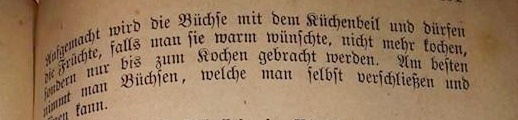 Aufgemacht wird die Büchse mit dem Küchenbeil und dürfen
die Früchte, falls man sie warm wünschte, nicht mehr kochen,
sondern nur bis zum Kochen gebracht werden. Am besten
nimmt man Büchsen, welche man selbst verschließen und
kann.